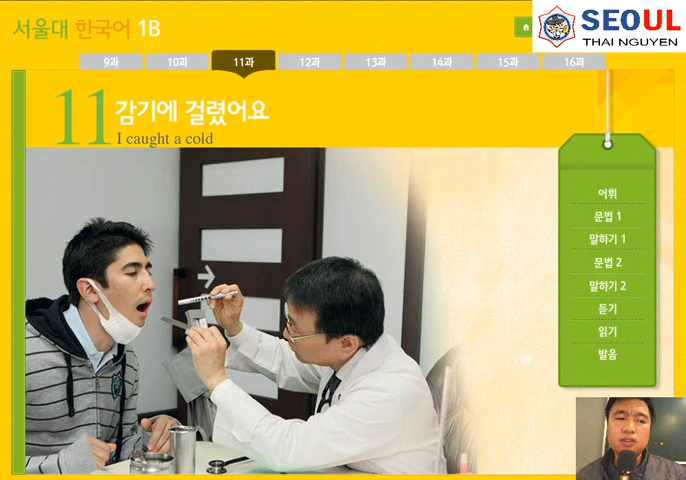 서울대 한국어 1B
SEOUL
THAI NGUYEN
9과 10과 11과 12과 13과 14과 15과 16과
11 감기에 걸렸어요
I caught a cold
어휘
문법 1
말하기 1
문법 2
말하기 2
듣기
읽기
발음